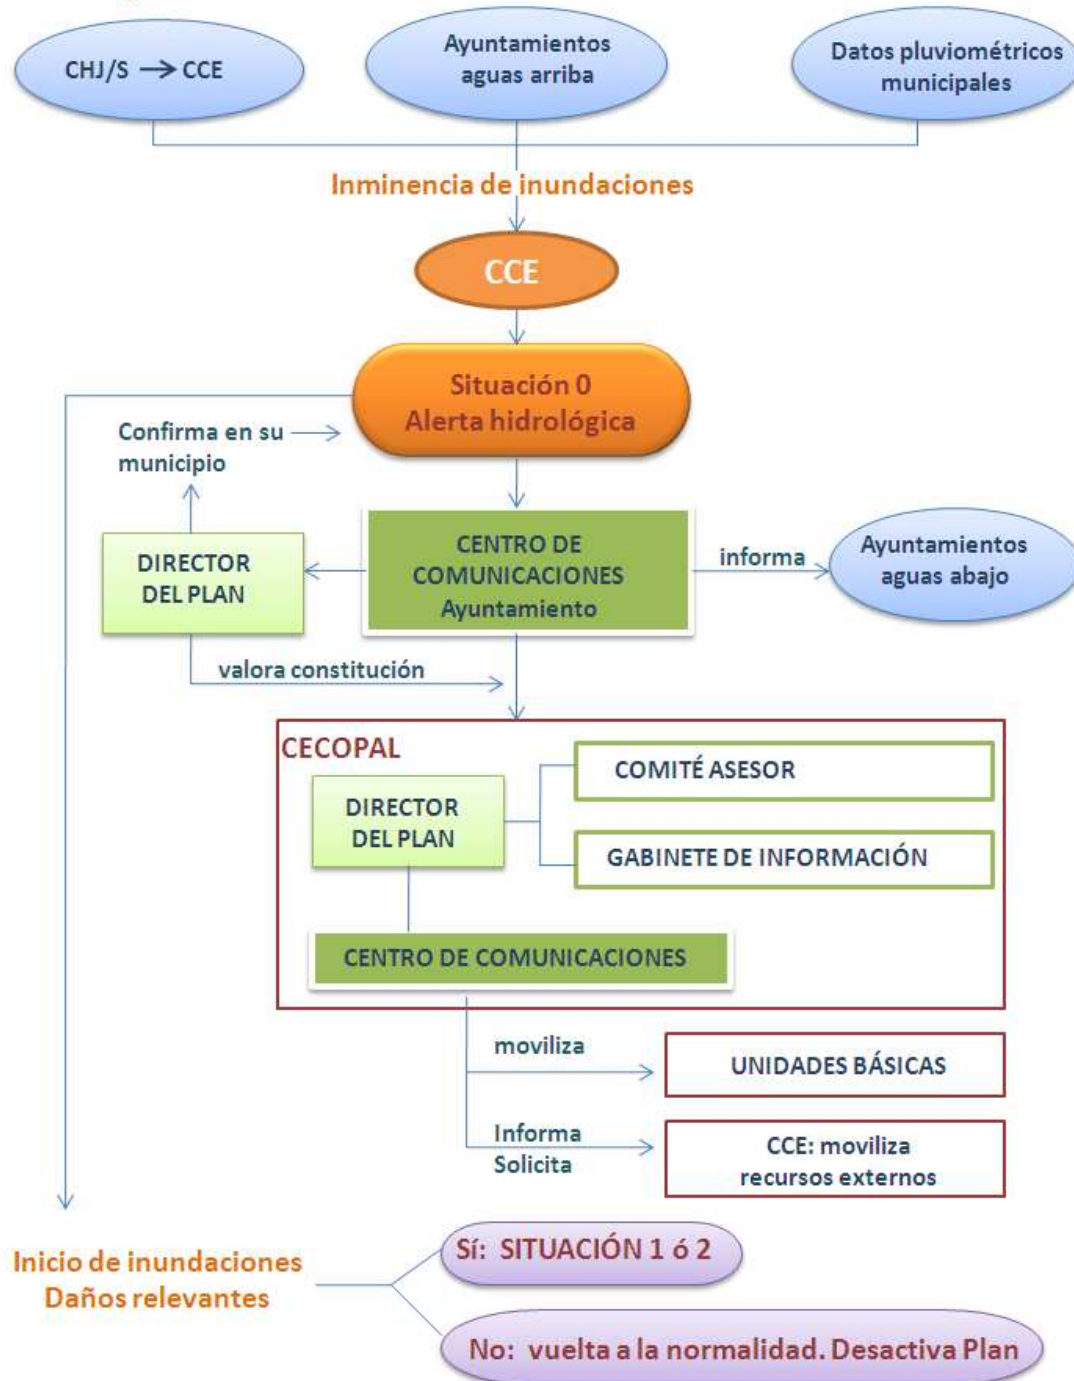 CHJ/S → CCE
Ayuntamientos
aguas arriba
Datos pluviométricos
municipales
Inminencia de inundaciones
CCE
Situación 0
Alerta hidrológica
Confirma en su
municipio
DIRECTOR
DEL PLAN
CENTRO DE
COMUNICACIONES
Ayuntamiento
informa
Ayuntamientos
aguas abajo
valora constitución
CECOPAL
DIRECTOR
DEL PLAN
COMITÉ ASESOR
GABINETE DE INFORMACIÓN
CENTRO DE COMUNICACIONES
moviliza
UNIDADES BÁSICAS
Informa
Solicita
CCE: moviliza
recursos externos
Inicio de inundaciones
Daños relevantes
Sí: SITUACIÓN 1 ó 2
No: vuelta a la normalidad. Desactiva Plan